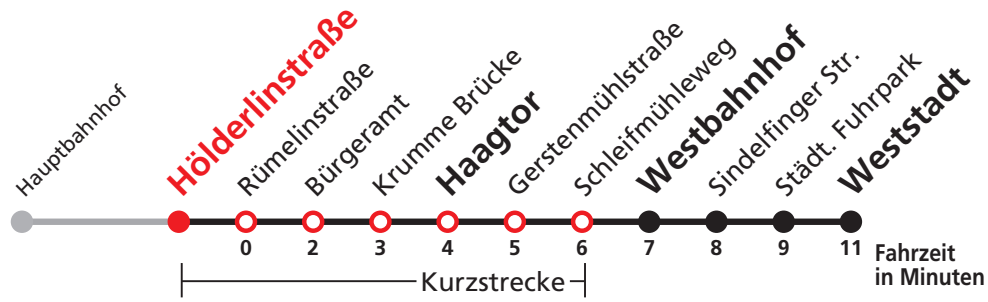 Hauptbahnhof
Hölderlinstraße
Rümelinstraße
Bürgeramt
Krumme Brücke
Haagtor
Gerstenmühlstraße
Schleifmühleweg
Westbahnhof
Sindelfinger Str.
Städt. Fuhrpark
Weststadt
0 2 3 4 5 6 7 8 9 11
Fahrzeit
in Minuten
Kurzstrecke